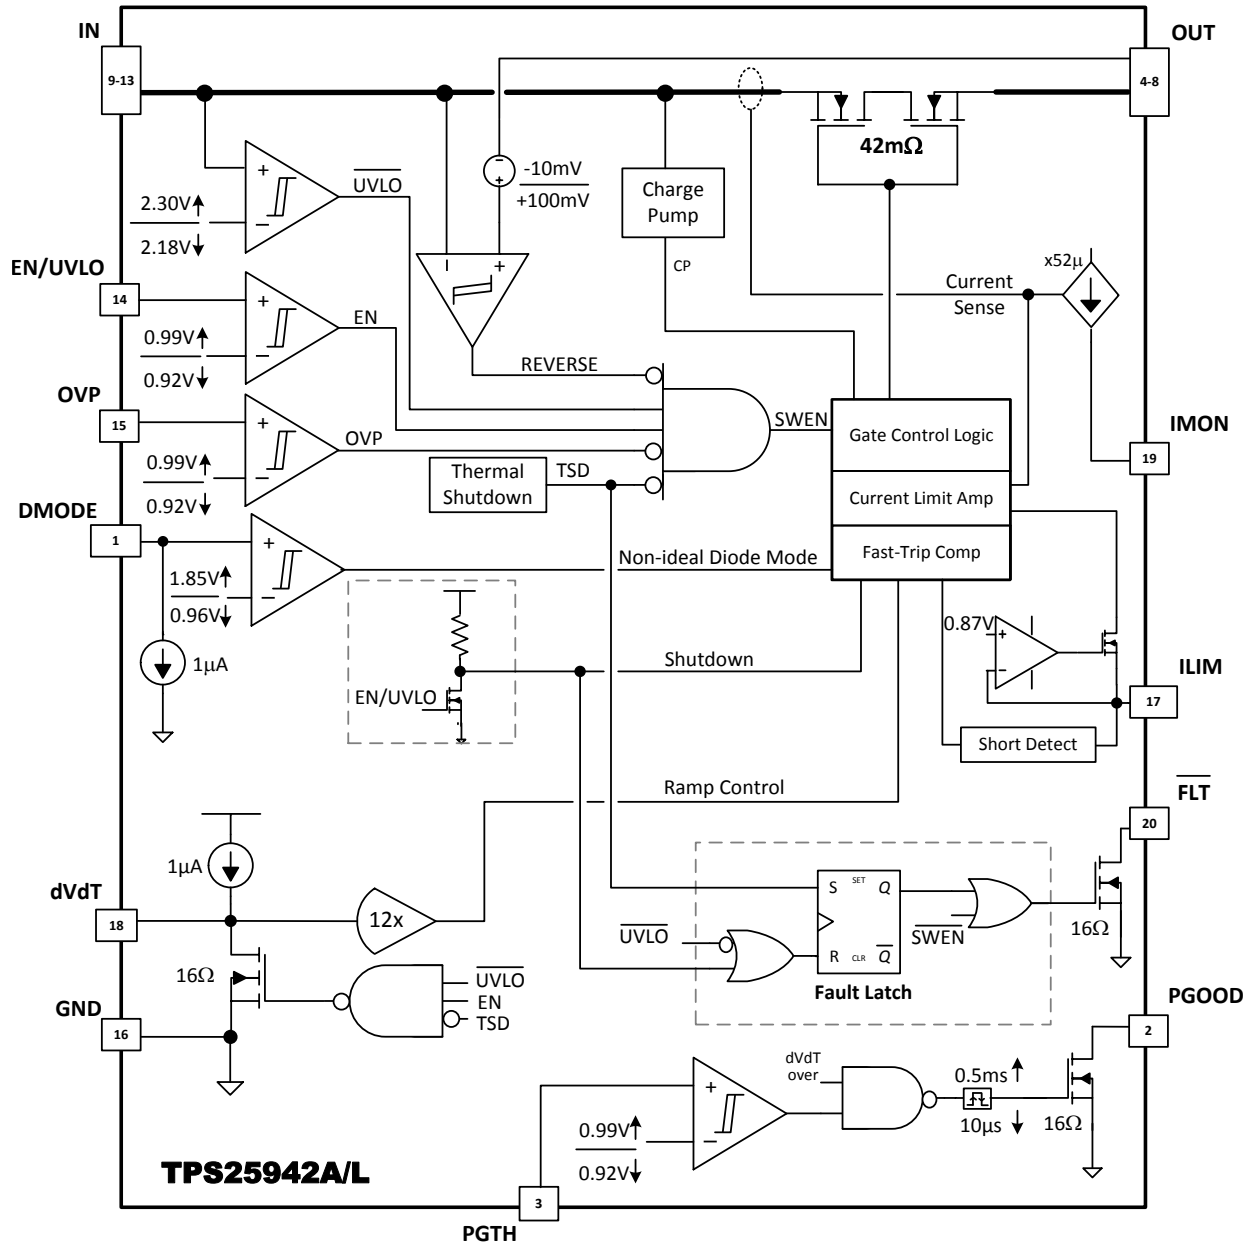 IN
OUT
9-13
4-8
42mΩ
UVLO
-10mV
+100mV
Charge
Pump
2.30V
2.18V
CP
x52µ
Current
Sense
EN/UVLO
14
EN
0.99V
0.92V
REVERSE
OVP
15
OVP
SWEN
Gate Control Logic
IMON
19
0.99V
0.92V
Thermal
Shutdown
TSD
Current Limit Amp
DMODE
1
Fast-Trip Comp
Non-ideal Diode Mode
1.85V
0.96V
0.87V
1µA
Shutdown
EN/UVLO
ILIM
17
Short Detect
Ramp Control
FLT
20
1µA
dVdT
18
12x
S
SET
Q
UVLO
SWEN
R
CLR
Q
Fault Latch
16Ω
16Ω
UVLO
EN
TSD
GND
16
PGOOD
2
dVdT
over
0.5ms
10µs
16Ω
0.99V
0.92V
TPS25942A/L
3
PGTH